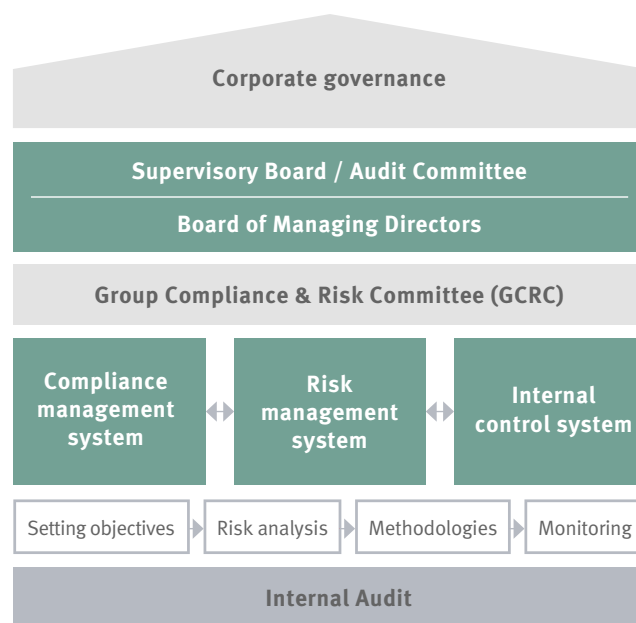 Corporate governance
Supervisory Board / Audit Committee
Board of Managing Directors
Group Compliance & Risk Committee (GCRC)
Compliance
management
system
Risk
management
system
Internal
control system
Setting objectives
Risk analysis
Methodologies
Monitoring
Internal Audit